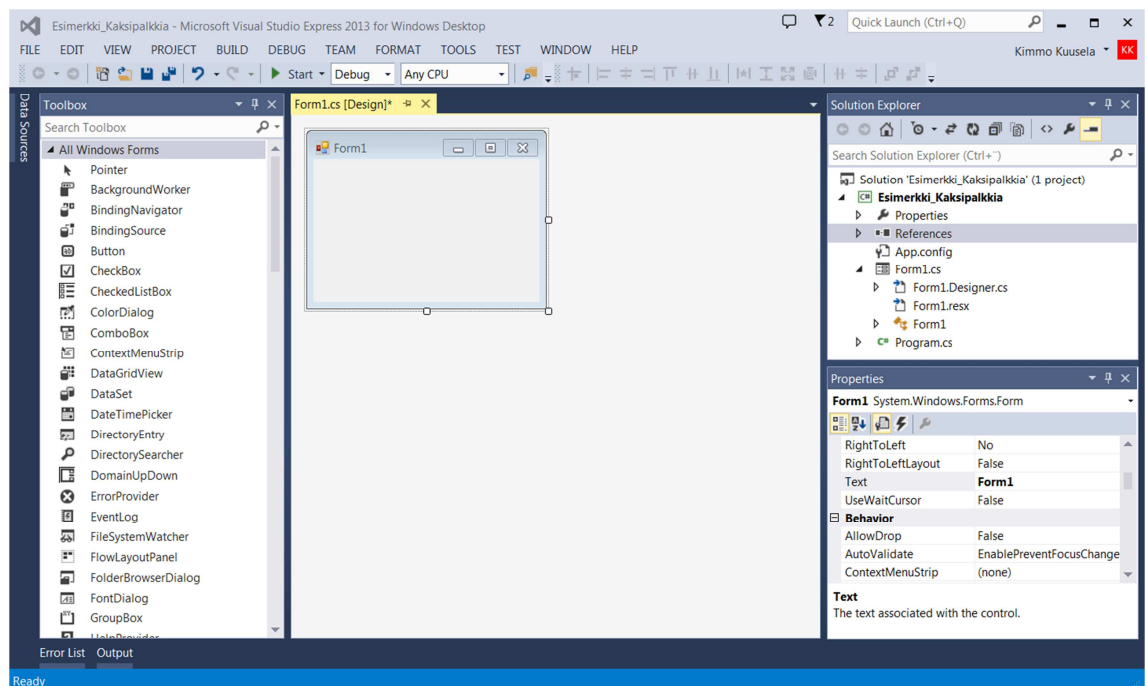 Esimerkki_Kaksipalkkia - Microsoft Visual Studio Express 2013 for Windows Desktop
2
Quick Launch (Ctrl+Q)
FILE EDIT VIEW PROJECT BUILD DEBUG TEAM FORMAT TOOLS TEST WINDOW HELP
Kimmo Kuusela KK
Start Debug Any CPU
Data Sources
Toolbox
Search Toolbox
All Windows Forms
Pointer
BackgroundWorker
BindingNavigator
BindingSource
Button
CheckBox
CheckedListBox
ColorDialog
ComboBox
ContextMenuStrip
DataGridView
DataSet
DateTimePicker
DirectoryEntry
DirectorySearcher
DomainUpDown
ErrorProvider
EventLog
FileSystemWatcher
FlowLayoutPanel
FolderBrowserDialog
FontDialog
GroupBox
HelpProvider
Form1.cs [Design]*
Form1
Solution Explorer
Search Solution Explorer (Ctrl+¨)
Solution 'Esimerkki_Kaksipalkkia' (1 project)
C# Esimerkki_Kaksipalkkia
Properties
References
App.config
Form1.cs
Form1.Designer.cs
Form1.resx
Form1
C# Program.cs
Properties
Form1 System.Windows.Forms.Form
RightToLeft No
RightToLeftLayout False
Text Form1
UseWaitCursor False
Behavior
AllowDrop False
AutoValidate EnablePreventFocusChange
ContextMenuStrip (none)
Text
The text associated with the control.
Error List Output
Ready